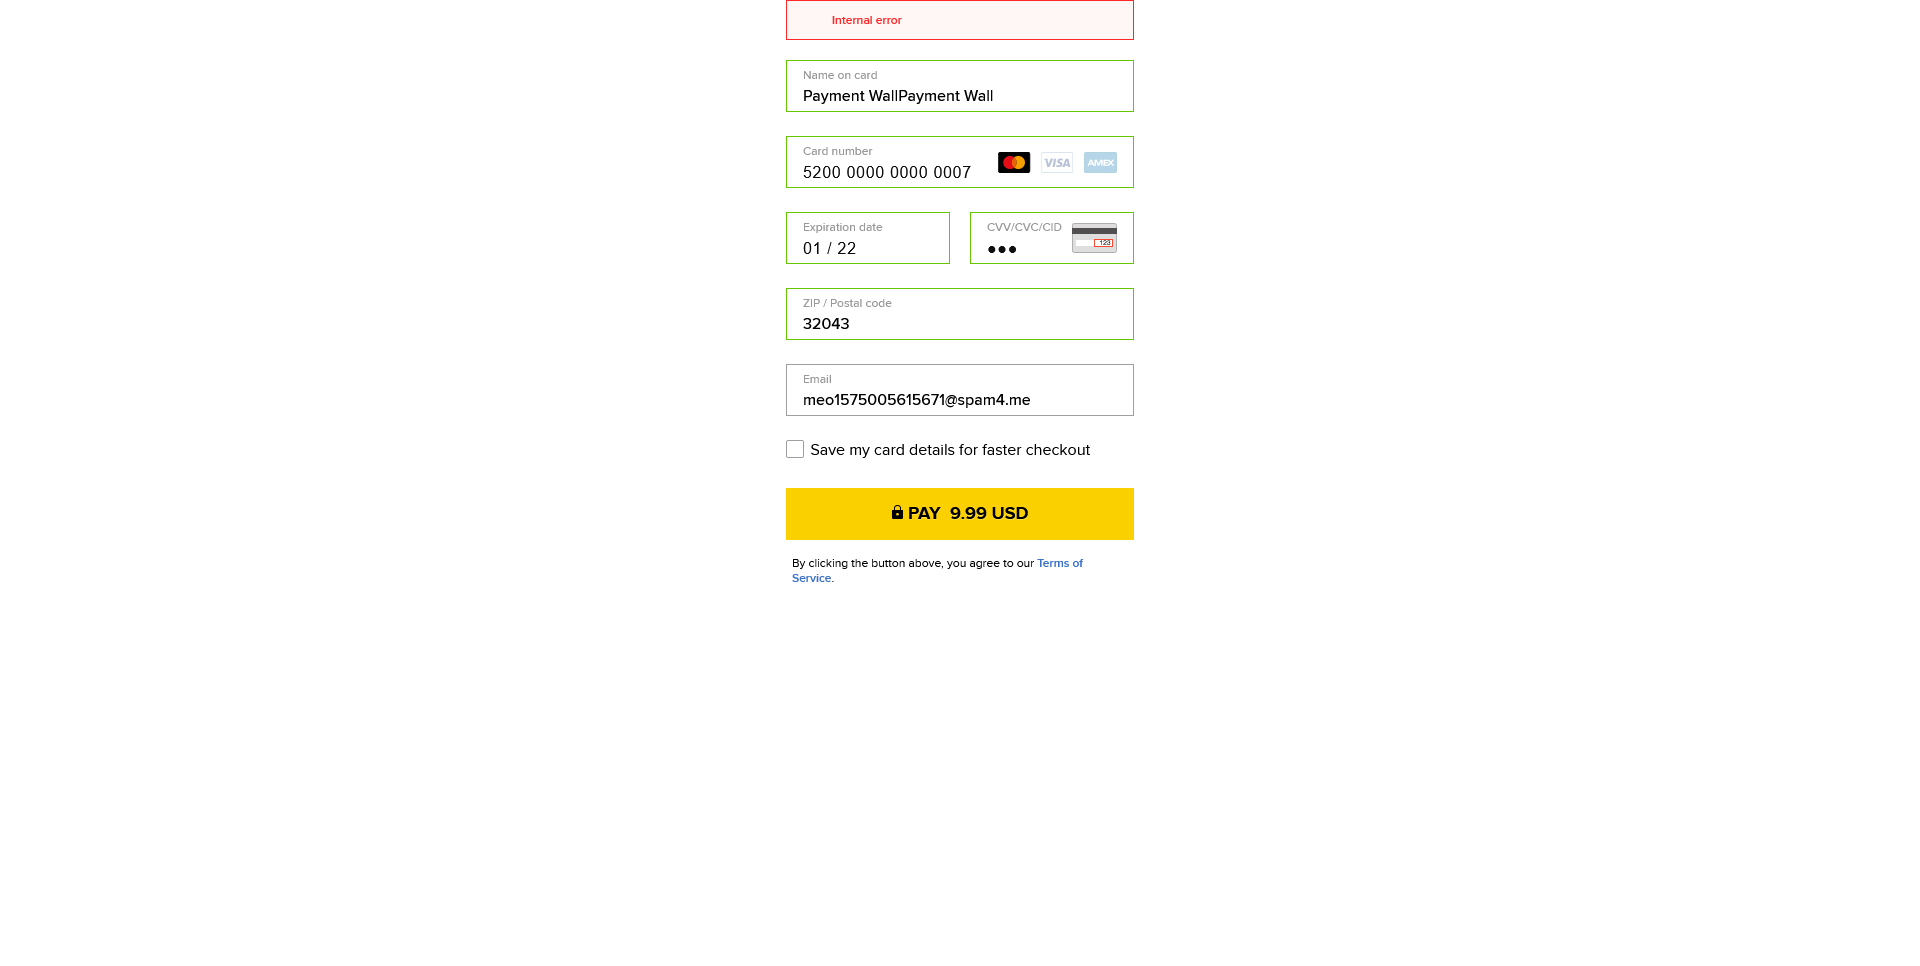 Internal error
Name on card
Payment WallPayment Wall
Card number
5200 0000 0000 0007
VISA
AMEX
Expiration date
01 / 22
CVV/CVC/CID
●●●
123
ZIP / Postal code
32043
Email
meo1575005615671@spam4.me
Save my card details for faster checkout
PAY 9.99 USD
By clicking the button above, you agree to our Terms of
Service.